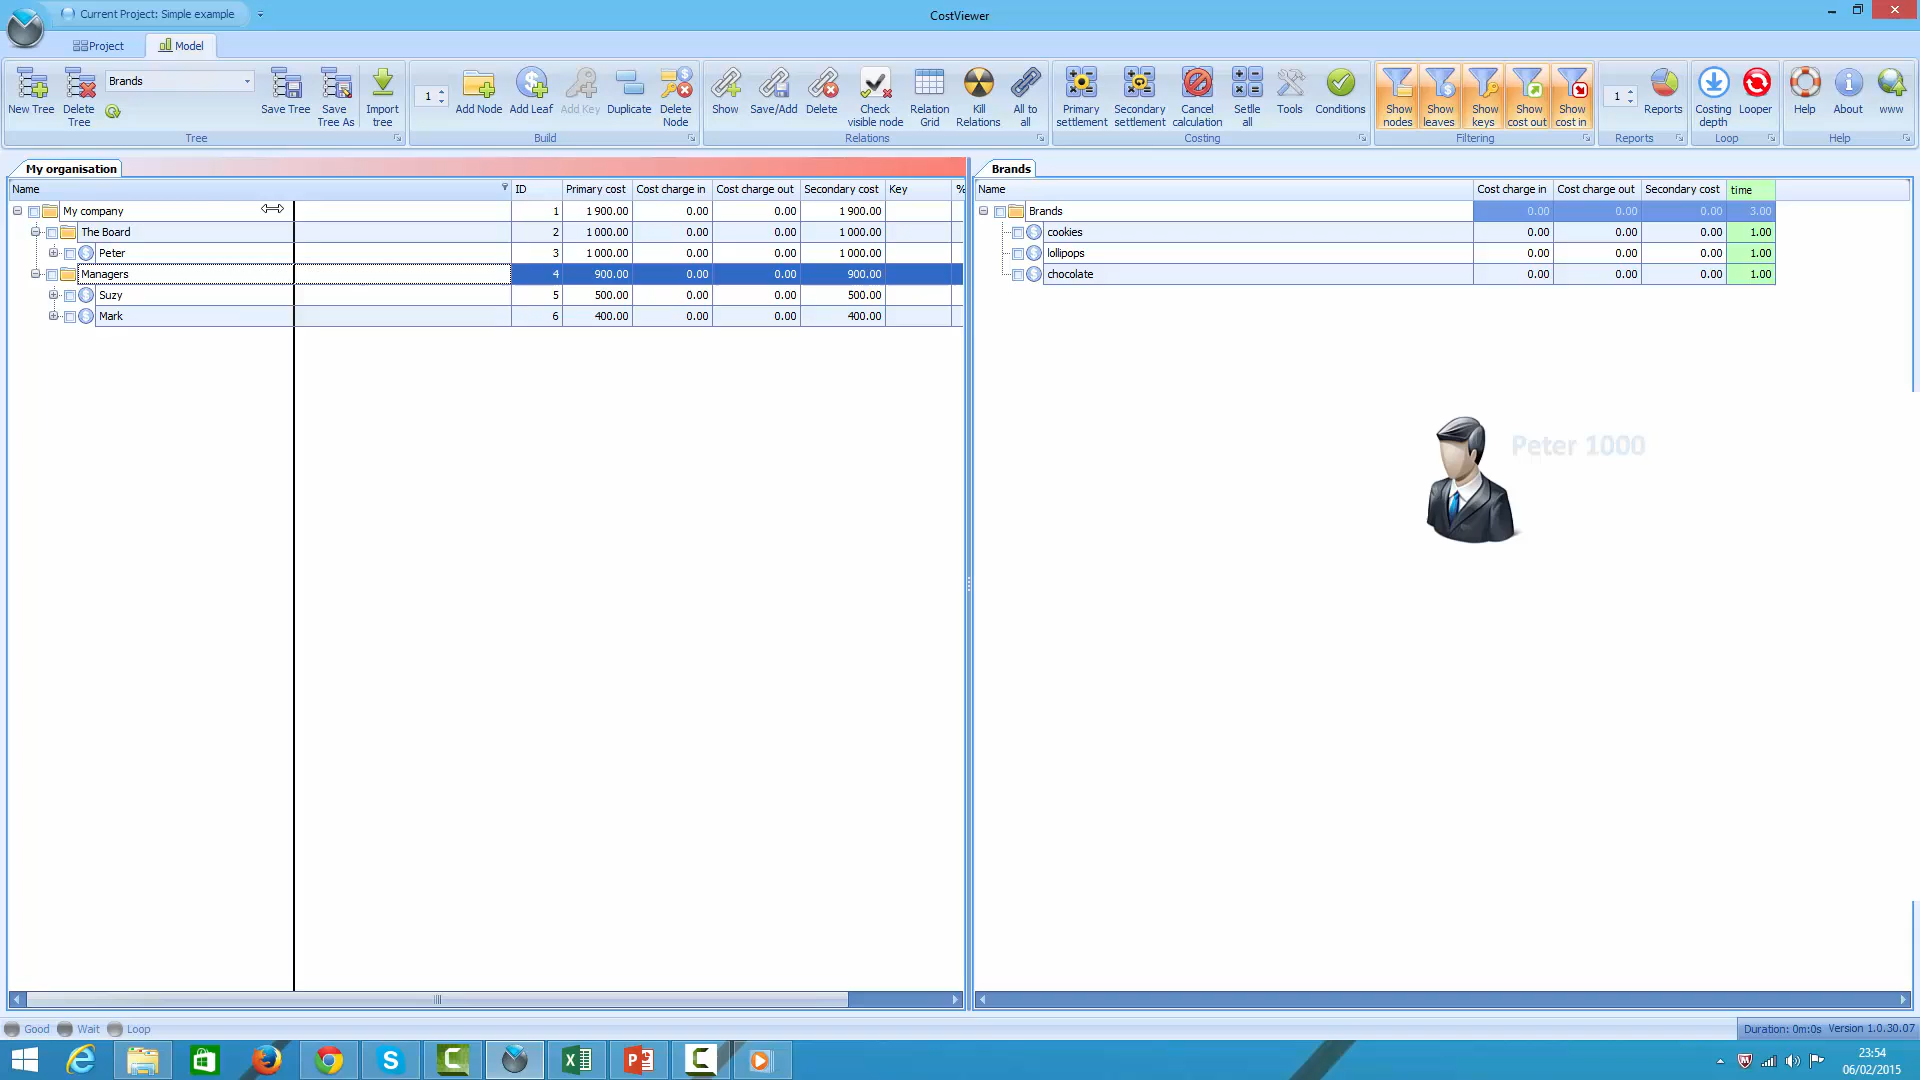 Current Project: Simple example
CostViewer
Project
Model
New Tree
Delete Tree
Brands
Save Tree
Save Tree As
Import tree
Tree
1
Add Node
Add Leaf
Add Key
Duplicate
Delete Node
Build
Show
Save/Add
Delete
Check visible node
Relation Grid
Kill Relations
All to all
Relations
Primary settlement
Secondary settlement
Cancel calculation
Setlle all
Tools
Conditions
Costing
Show nodes
Show leaves
Show keys
Show cost out
Show cost in
Filtering
1
Reports
Reports
Costing depth
Looper
Loop
Help
About
www
Help
My organisation
Name ID Primary cost Cost charge in Cost charge out Secondary cost Key %
My company 1 1 900.00 0.00 0.00 1 900.00
The Board 2 1 000.00 0.00 0.00 1 000.00
Peter 3 1 000.00 0.00 0.00 1 000.00
Managers 4 900.00 0.00 0.00 900.00
Suzy 5 500.00 0.00 0.00 500.00
Mark 6 400.00 0.00 0.00 400.00
Brands
Name Cost charge in Cost charge out Secondary cost time
Brands 0.00 0.00 0.00 3.00
cookies 0.00 0.00 0.00 1.00
lollipops 0.00 0.00 0.00 1.00
chocolate 0.00 0.00 0.00 1.00
Peter 1000
Good Wait Loop
Duration: 0m:0s Version 1.0.30.07
23:54
06/02/2015